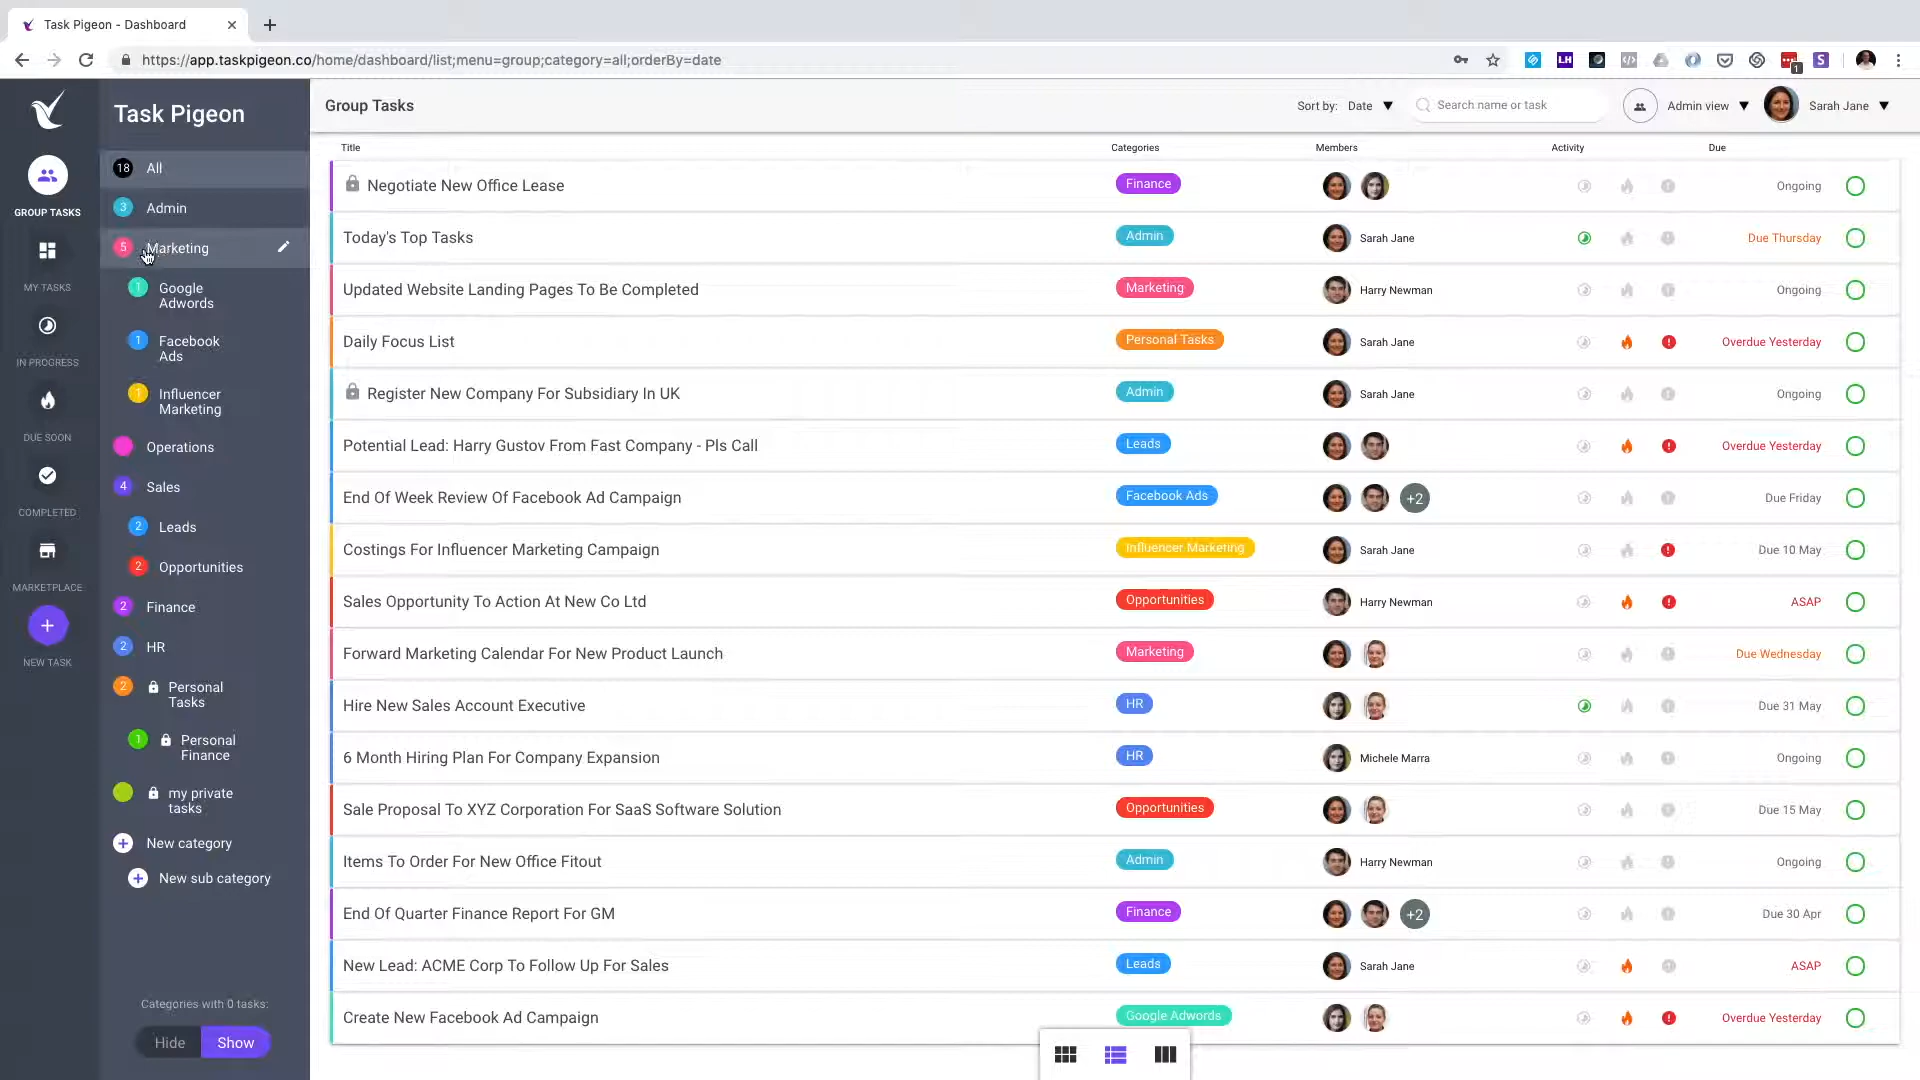 Task Pigeon - Dashboard
https://app.taskpigeon.co/home/dashboard/list;menu=group;category=all;orderBy=date
LH
1
S
Task Pigeon
Group Tasks
Sort by: Date
Search name or task
Admin view
Sarah Jane
GROUP TASKS
MY TASKS
IN PROGRESS
DUE SOON
COMPLETED
MARKETPLACE
NEW TASK
18 All
3 Admin
5 Marketing
1 Google
Adwords
1 Facebook
Ads
1 Influencer
Marketing
Operations
4 Sales
2 Leads
2 Opportunities
2 Finance
2 HR
2 Personal
Tasks
1 Personal
Finance
my private
tasks
New category
New sub category
Categories with 0 tasks:
Hide Show
Title Categories Members Activity Due
Negotiate New Office Lease Finance Ongoing
Today's Top Tasks Admin Sarah Jane Due Thursday
Updated Website Landing Pages To Be Completed Marketing Harry Newman Ongoing
Daily Focus List Personal Tasks Sarah Jane Overdue Yesterday
Register New Company For Subsidiary In UK Admin Sarah Jane Ongoing
Potential Lead: Harry Gustov From Fast Company - Pls Call Leads Overdue Yesterday
End Of Week Review Of Facebook Ad Campaign Facebook Ads +2 Due Friday
Costings For Influencer Marketing Campaign Influencer Marketing Sarah Jane Due 10 May
Sales Opportunity To Action At New Co Ltd Opportunities Harry Newman ASAP
Forward Marketing Calendar For New Product Launch Marketing Due Wednesday
Hire New Sales Account Executive HR Due 31 May
6 Month Hiring Plan For Company Expansion HR Michele Marra Ongoing
Sale Proposal To XYZ Corporation For SaaS Software Solution Opportunities Due 15 May
Items To Order For New Office Fitout Admin Harry Newman Ongoing
End Of Quarter Finance Report For GM Finance +2 Due 30 Apr
New Lead: ACME Corp To Follow Up For Sales Leads Sarah Jane ASAP
Create New Facebook Ad Campaign Google Adwords Overdue Yesterday